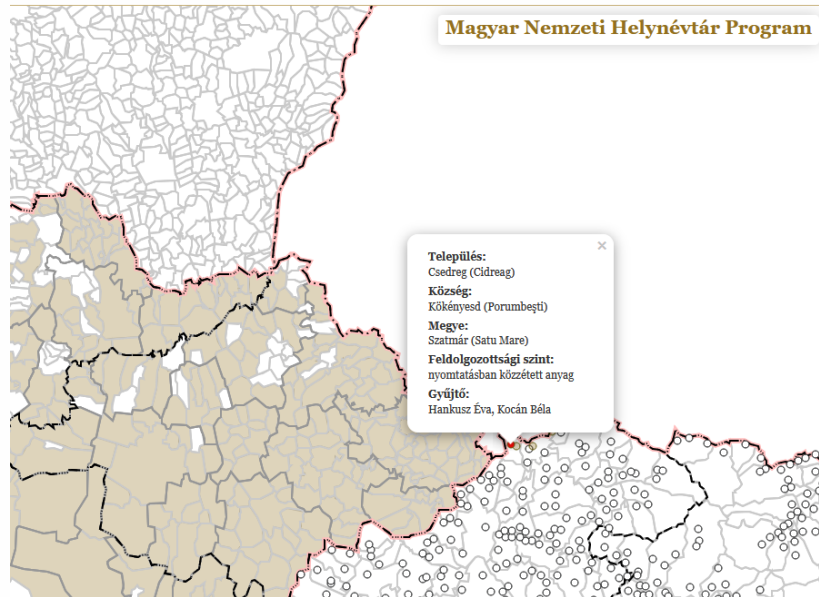 Magyar Nemzeti Helynévtár Program
×
Település:
Csedreg (Cidreag)
Község:
Kökényesd (Porumbești)
Megye:
Szatmár (Satu Mare)
Feldolgozottsági szint:
nyomtatásban közzétett anyag
Gyűjtő:
Hankusz Éva, Kocán Béla